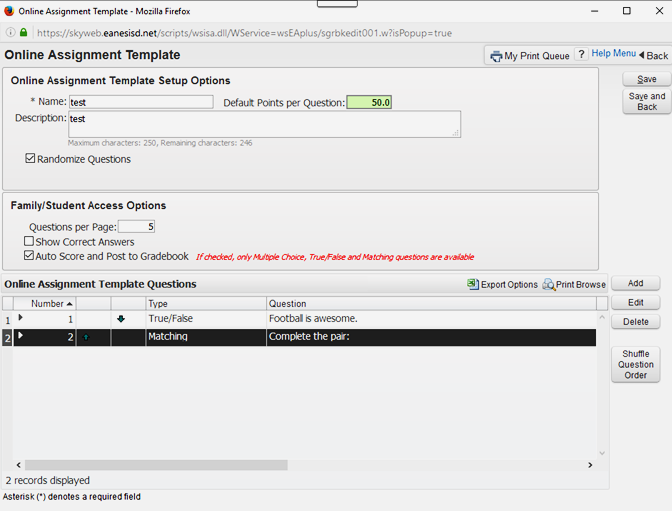 Online Assignment Template - Mozilla Firefox
https://skyweb.eanesisd.net/scripts/wsisa.dll/WService=wsEAplus/sgrbkedit001.w?isPopup=true
Online Assignment Template
My Print Queue ? Help Menu Back
Online Assignment Template Setup Options
* Name: test Default Points per Question: 50.0
Description: test
Maximum characters: 250, Remaining characters: 246
Randomize Questions
Save
Save and Back
Family/Student Access Options
Questions per Page: 5
Show Correct Answers
Auto Score and Post to Gradebook If checked, only Multiple Choice, True/False and Matching questions are available
Online Assignment Template Questions Export Options Print Browse
Number Type Question
1 1 True/False Football is awesome.
2 2 Matching Complete the pair:
Add
Edit
Delete
Shuffle
Question
Order
2 records displayed
Asterisk (*) denotes a required field